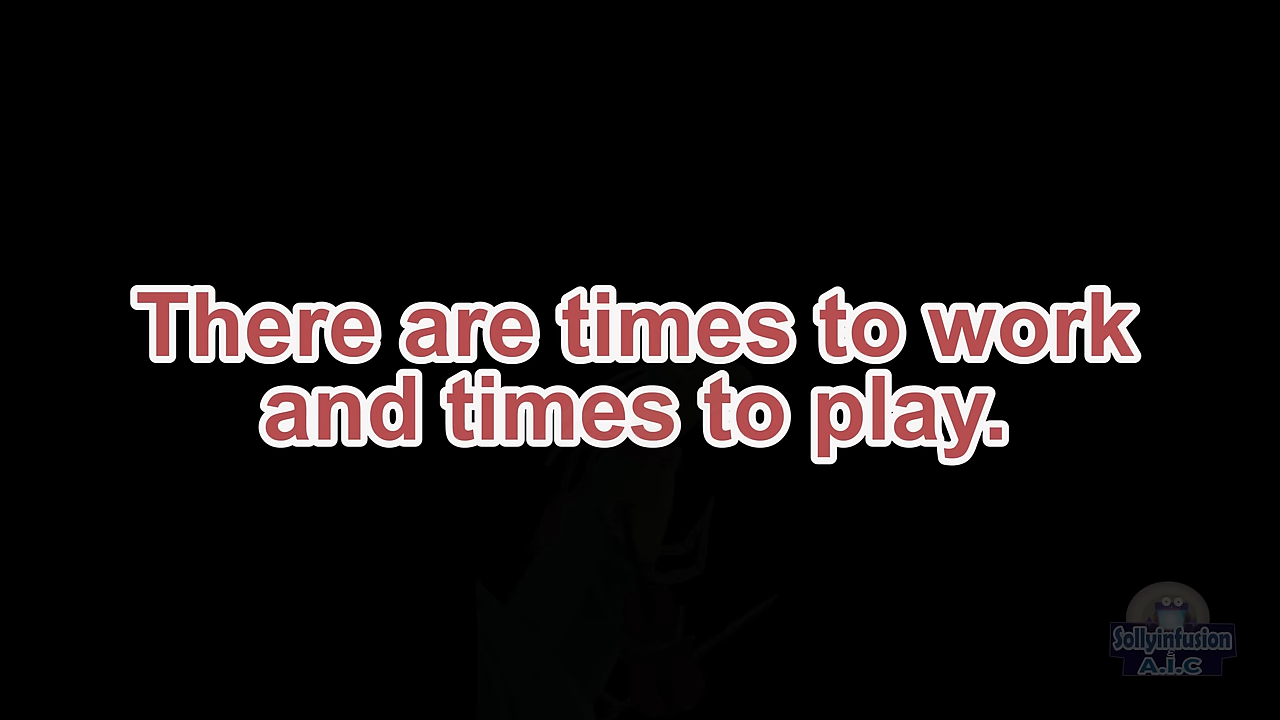 There are times to work
and times to play.
Sollyinfusion
A.I.C